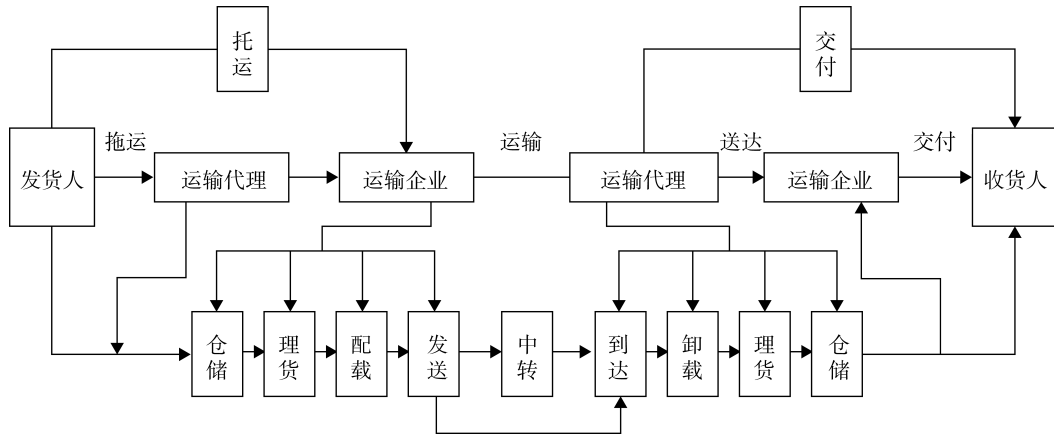 托运
交付
拖运
运输
送达
交付
发货人
运输代理
运输企业
运输代理
运输企业
收货人
仓储
理货
配载
发送
中转
到达
卸载
理货
仓储